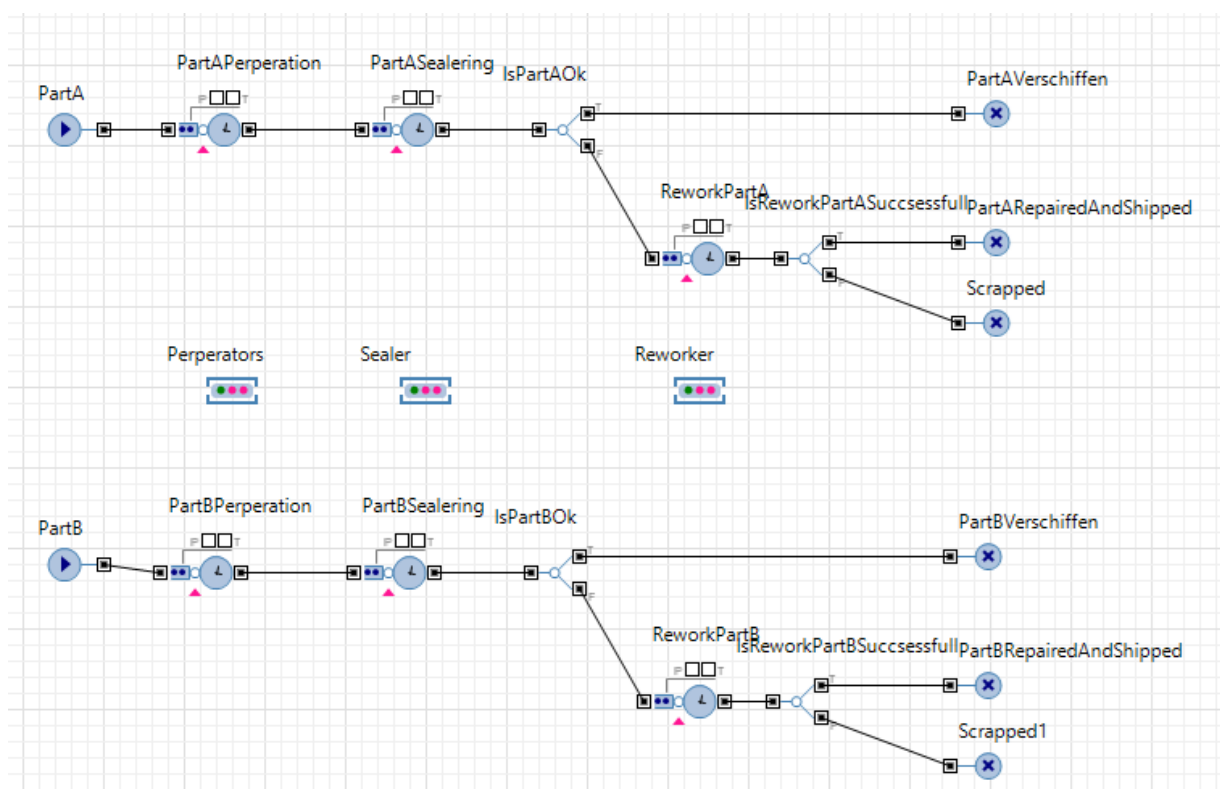 PartAPerperation
PartASealering
IsPartAOk
PartAVerschiffen
PartA
P T
P T
T
F
ReworkPartA
IsReworkPartASuccsessfull
PartARepairedAndShipped
P T
T
F
Scrapped
Perperators
Sealer
Reworker
PartBPerperation
PartBSealering
IsPartBOk
PartBVerschiffen
PartB
P T
P T
T
F
ReworkPartB
IsReworkPartBSuccsessfull
PartBRepairedAndShipped
P T
T
F
Scrapped1